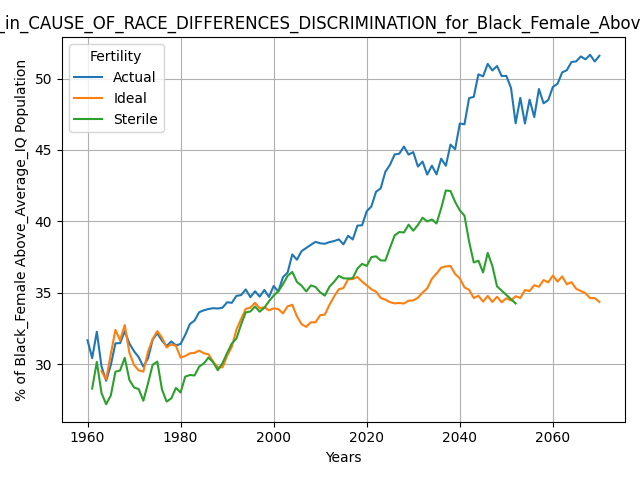 _in_CAUSE_OF_RACE_DIFFERENCES_DISCRIMINATION_for_Black_Female_Abov
Fertility
Actual
Ideal
Sterile
% of Black_Female Above_Average_IQ Population
50
45
40
35
30
1960 1980 2000 2020 2040 2060
Years